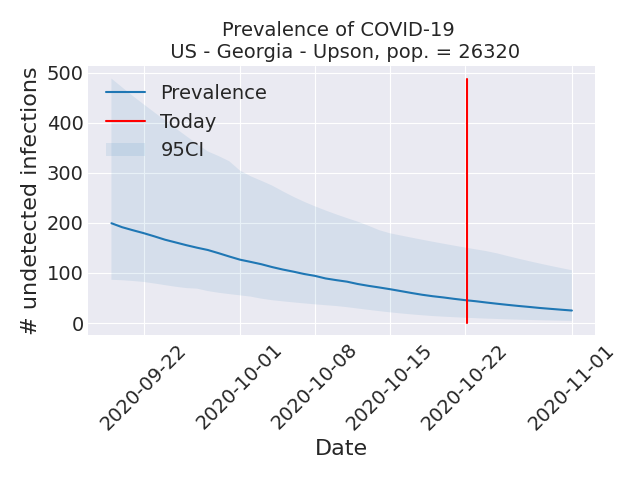 Prevalence of COVID-19
US - Georgia - Upson, pop. = 26320
# undetected infections
500
400
300
200
100
0
Prevalence
Today
95CI
2020-09-22
2020-10-01
2020-10-08
2020-10-15
2020-10-22
2020-11-01
Date